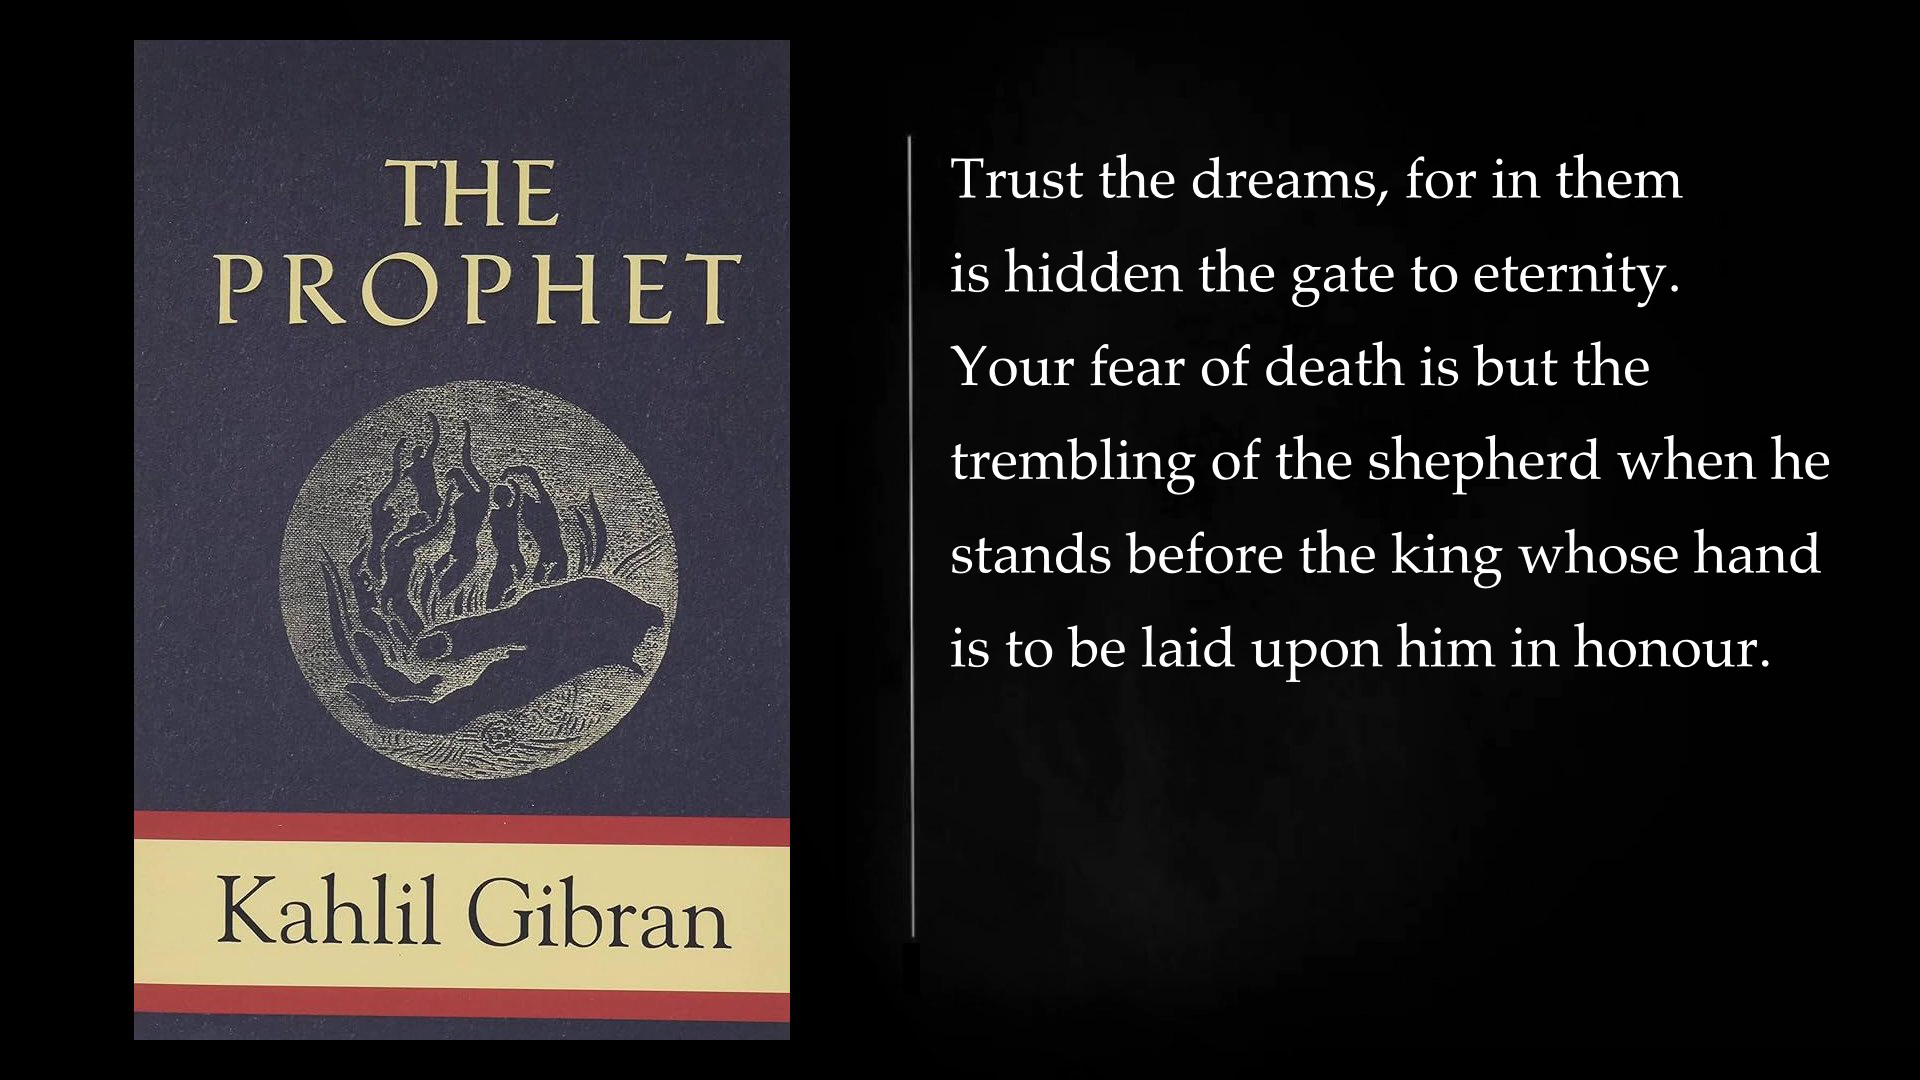 THE
PROPHET
Kahlil Gibran
Trust the dreams, for in them
is hidden the gate to eternity.
Your fear of death is but the
trembling of the shepherd when he
stands before the king whose hand
is to be laid upon him in honour.